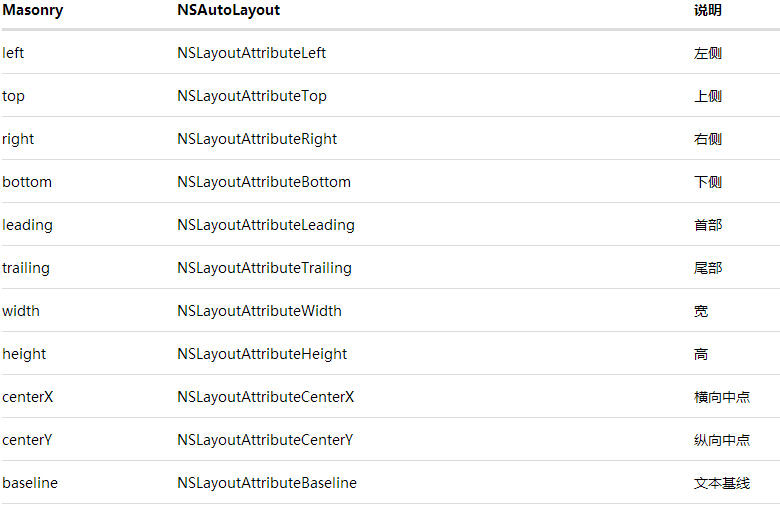 Masonry NSAutoLayout 说明
left NSLayoutAttributeLeft 左侧
top NSLayoutAttributeTop 上侧
right NSLayoutAttributeRight 右侧
bottom NSLayoutAttributeBottom 下侧
leading NSLayoutAttributeLeading 首部
trailing NSLayoutAttributeTrailing 尾部
width NSLayoutAttributeWidth 宽
height NSLayoutAttributeHeight 高
centerX NSLayoutAttributeCenterX 横向中点
centerY NSLayoutAttributeCenterY 纵向中点
baseline NSLayoutAttributeBaseline 文本基线